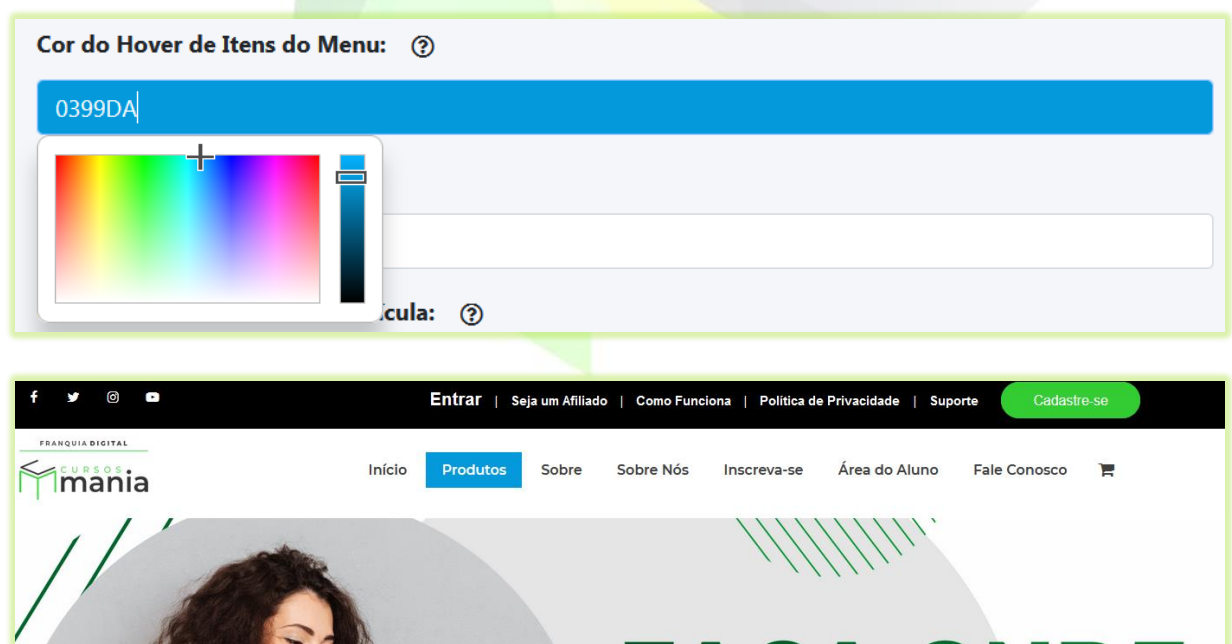 Cor do Hover de Itens do Menu:
0399DA
ícula:
Entrar | Seja um Afiliado | Como Funciona | Política de Privacidade | Suporte Cadastre-se
FRANQUIA DIGITAL
CURSOS
mania
Início Produtos Sobre Sobre Nós Inscreva-se Área do Aluno Fale Conosco